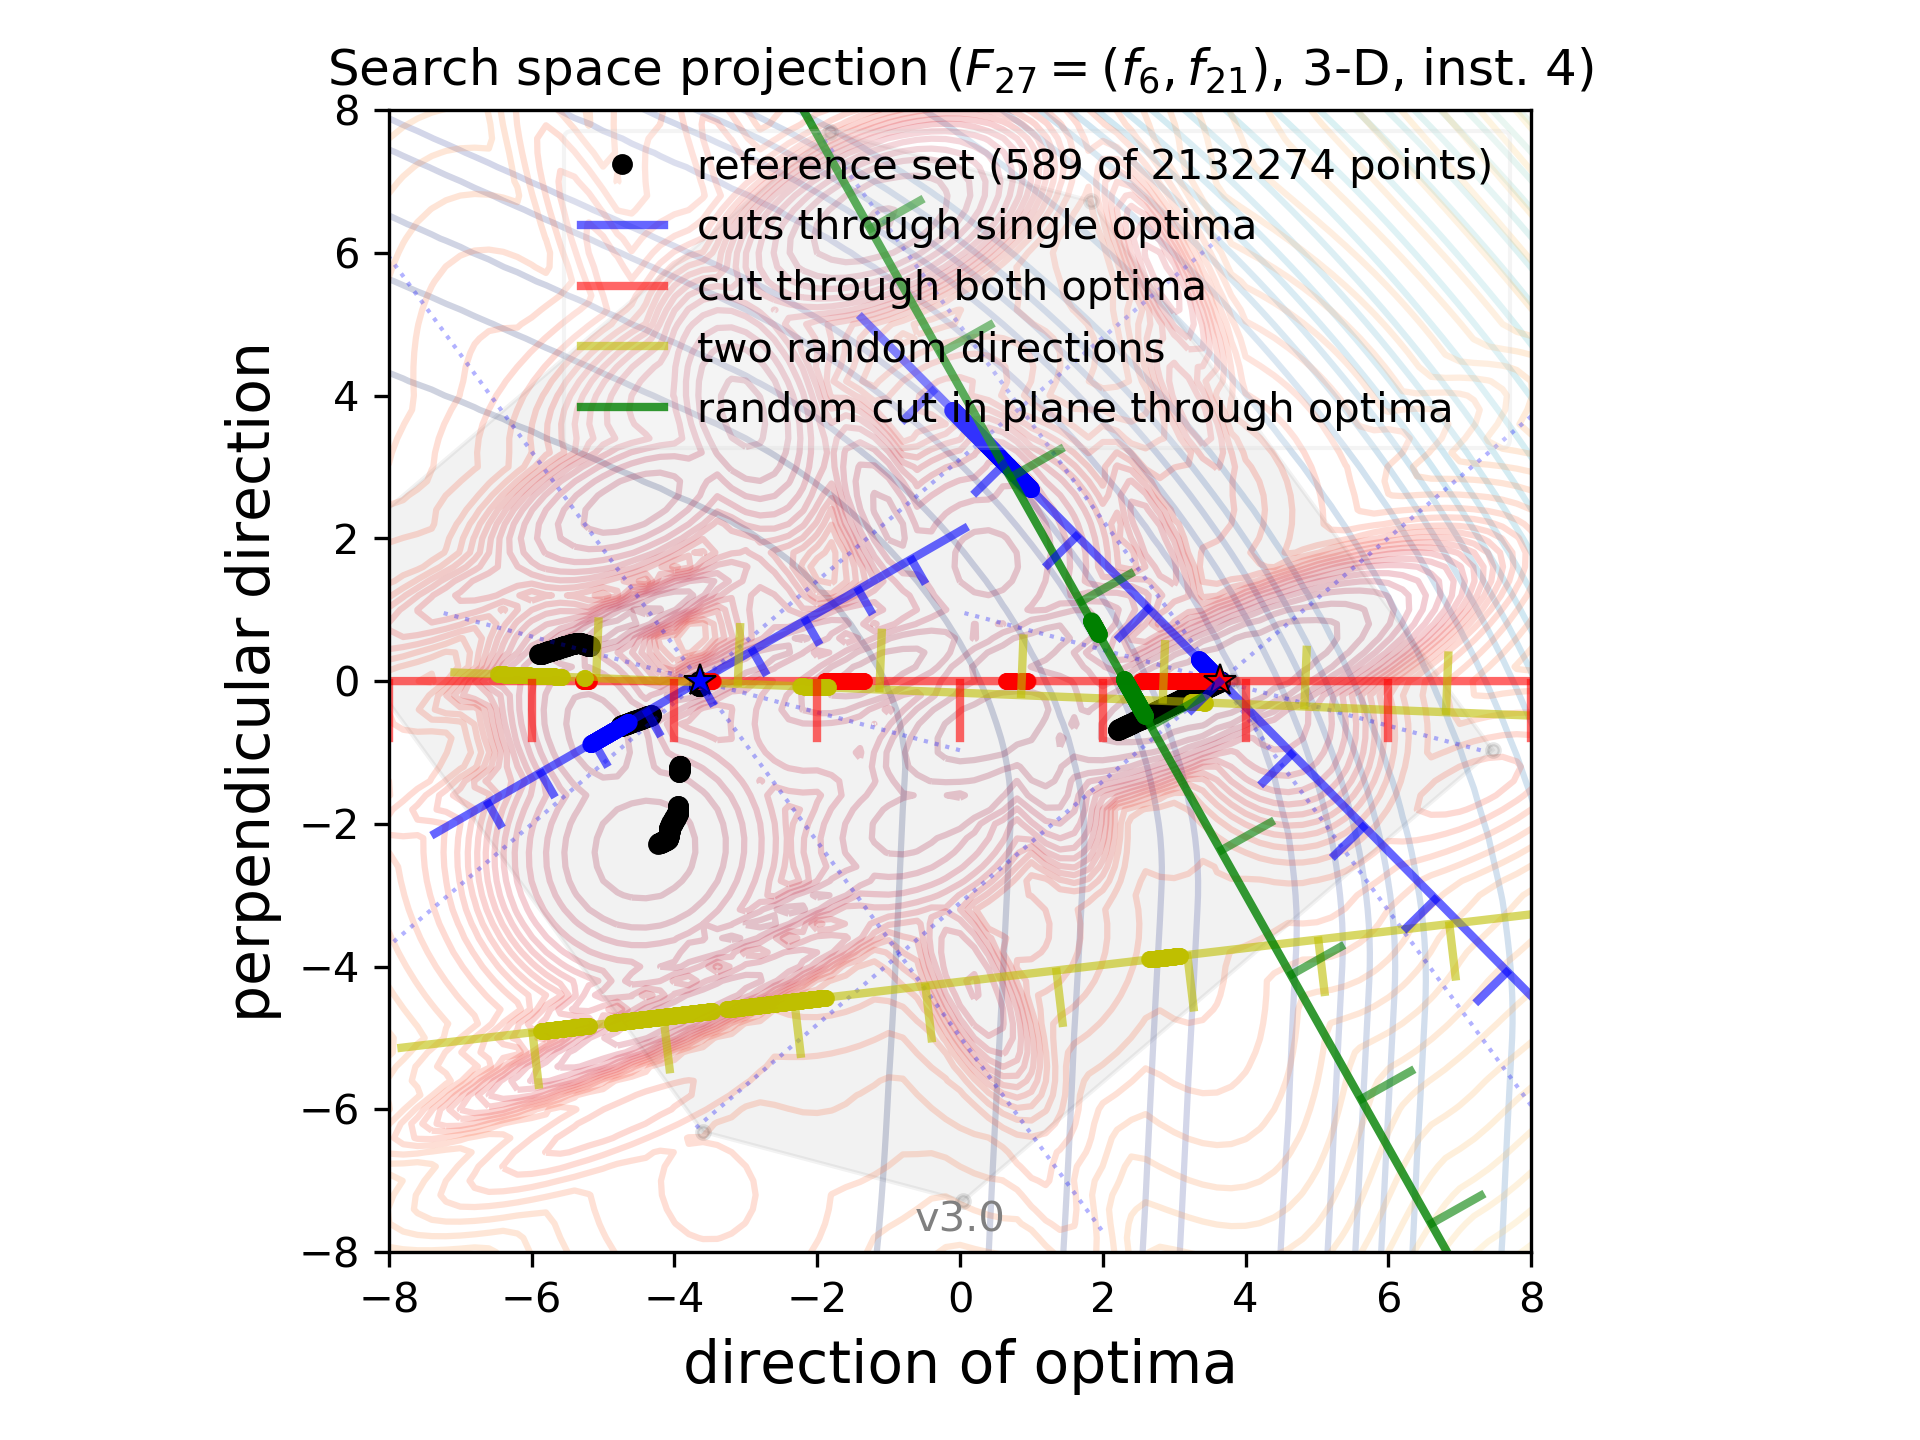 Search space projection (F27 = (f6, f21), 3-D, inst. 4)
8
6
4
2
0
−2
−4
−6
−8
perpendicular direction
reference set (589 of 2132274 points)
cuts through single optima
cut through both optima
two random directions
random cut in plane through optima
v3.0
−8 −6 −4 −2 0 2 4 6 8
direction of optima